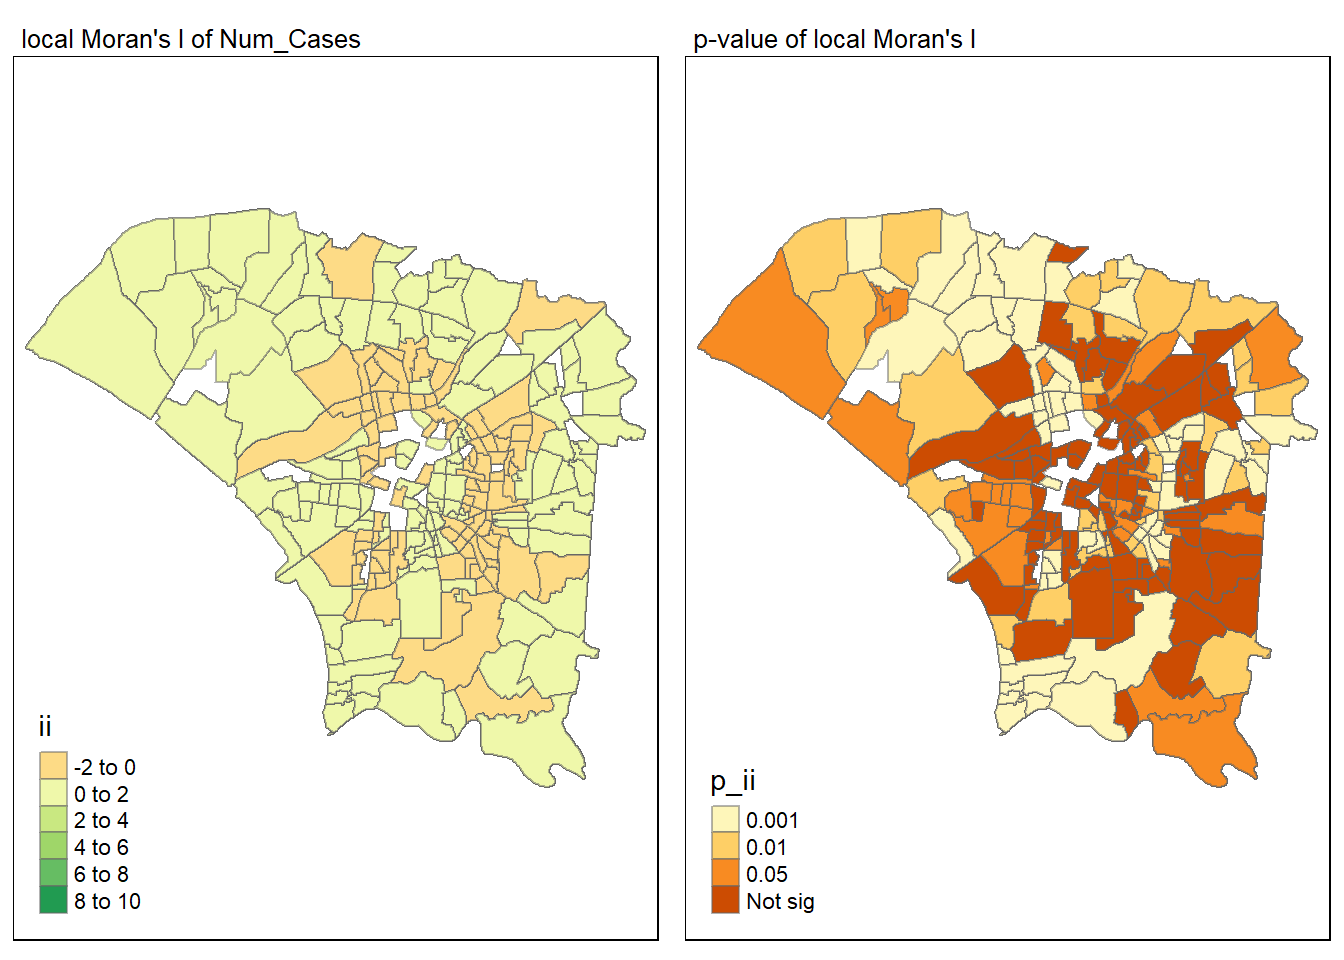 local Moran's I of Num_Cases
ii
-2 to 0
0 to 2
2 to 4
4 to 6
6 to 8
8 to 10
p-value of local Moran's I
p_ii
0.001
0.01
0.05
Not sig